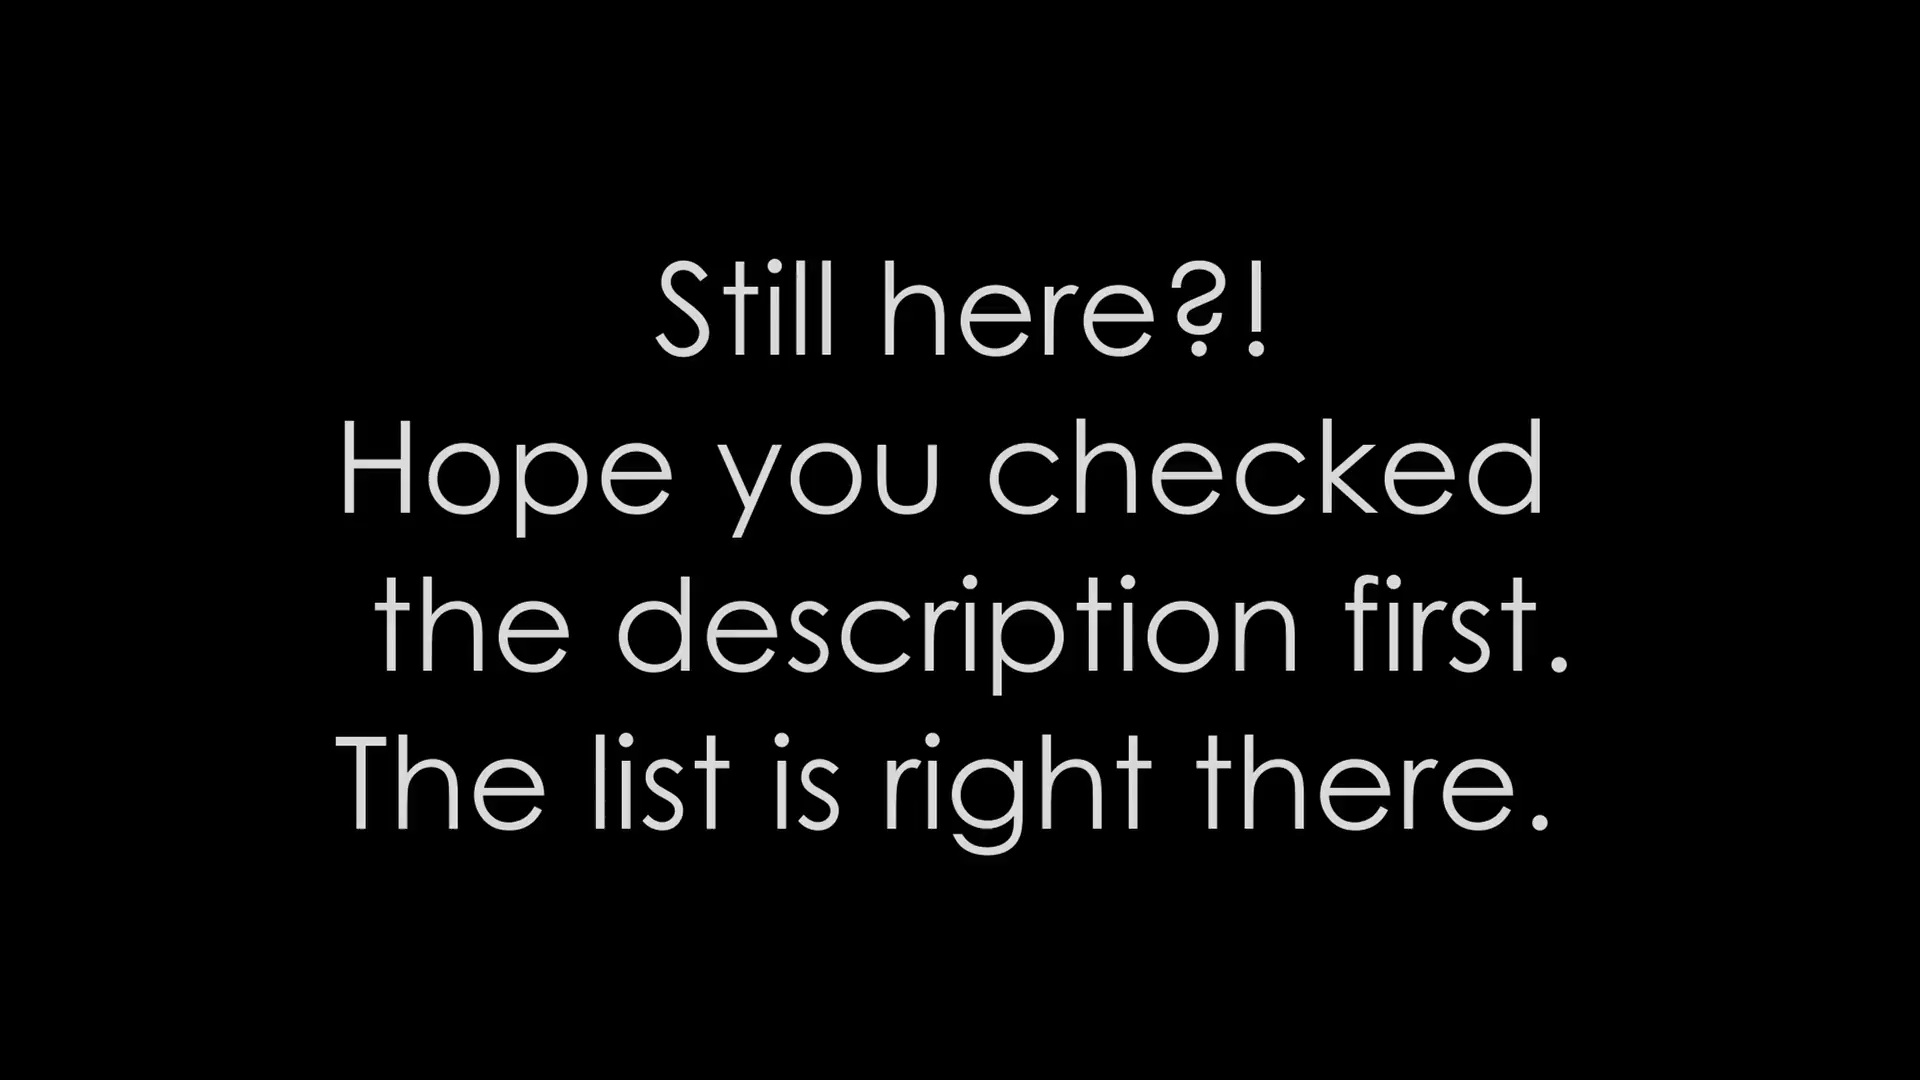 Still here?!
Hope you checked
the description first.
The list is right there.